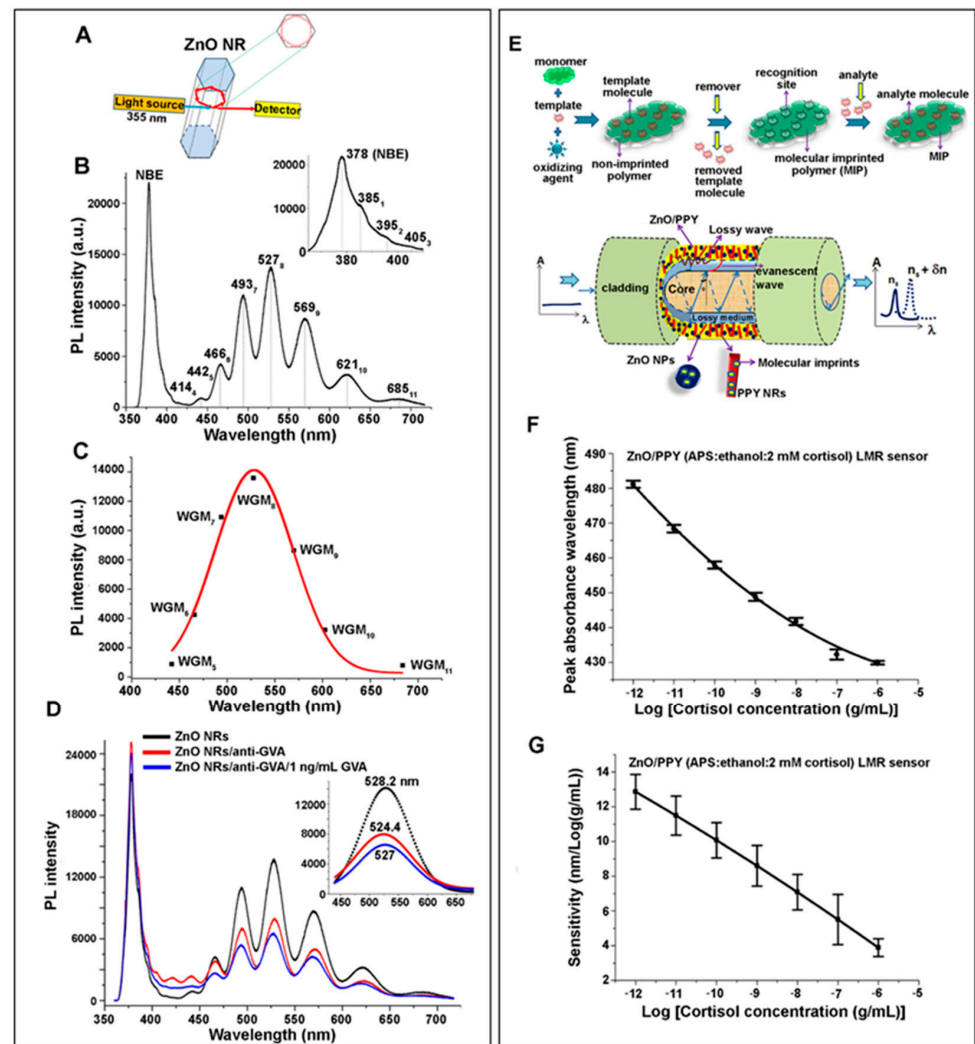 A
ZnO NR
Light source
355 nm
Detector
B
NBE
PL intensity (a.u.)
20000
15000
10000
5000
0
414₄
442₅
466₆
493₇
527₈
569₉
621₁₀
685₁₁
350 400 450 500 550 600 650 700
Wavelength (nm)
20000
10000
0
378 (NBE)
385₁
395₂
405₃
380 400
C
PL intensity (a.u.)
14000
12000
10000
8000
6000
4000
2000
0
WGM₅
WGM₆
WGM₇
WGM₈
WGM₉
WGM₁₀
WGM₁₁
400 450 500 550 600 650 700
Wavelength (nm)
D
PL intensity
24000
18000
12000
6000
0
ZnO NRs
ZnO NRs/anti-GVA
ZnO NRs/anti-GVA/1 ng/mL GVA
528.2 nm
524.4
527
12000
8000
4000
0
450 500 550 600 650
350 400 450 500 550 600 650 700
Wavelength (nm)
E
monomer
+
template
+
oxidizing
agent
template
molecule
non-imprinted
polymer
remover
removed
template
molecule
recognition
site
molecular imprinted
polymer (MIP)
analyte
analyte molecule
MIP
A
λ
cladding
ZnO/PPY
Lossy wave
evanescent
wave
Core
Lossy medium
ZnO NPs
PPY NRs
Molecular imprints
A
nₛ
nₛ + δn
λ
F
ZnO/PPY (APS:ethanol:2 mM cortisol) LMR sensor
Peak absorbance wavelength (nm)
490
480
470
460
450
440
430
-12 -11 -10 -9 -8 -7 -6 -5
Log [Cortisol concentration (g/mL)]
G
ZnO/PPY (APS:ethanol:2 mM cortisol) LMR sensor
Sensitivity (nm/Log(g/mL))
14
12
10
8
6
4
2
-12 -11 -10 -9 -8 -7 -6 -5
Log [Cortisol concentration (g/mL)]